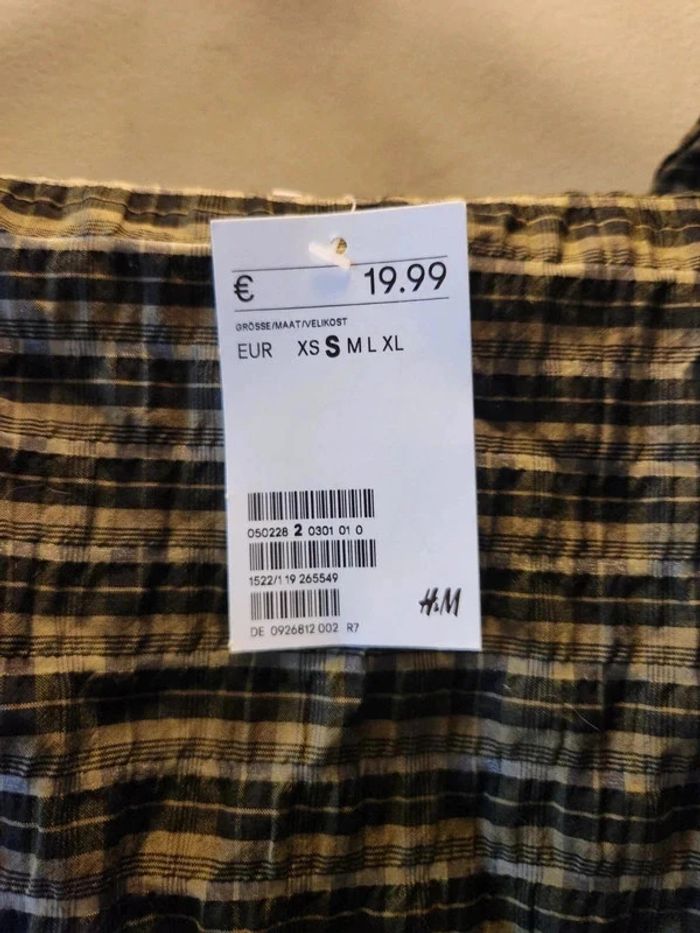 € 19.99
GRÖSSE/MAAT/VELIKOST
EUR XS S M L XL
050228 2 0301 01 0
1522/1 19 265549
H&M
DE 0926812 002 R7